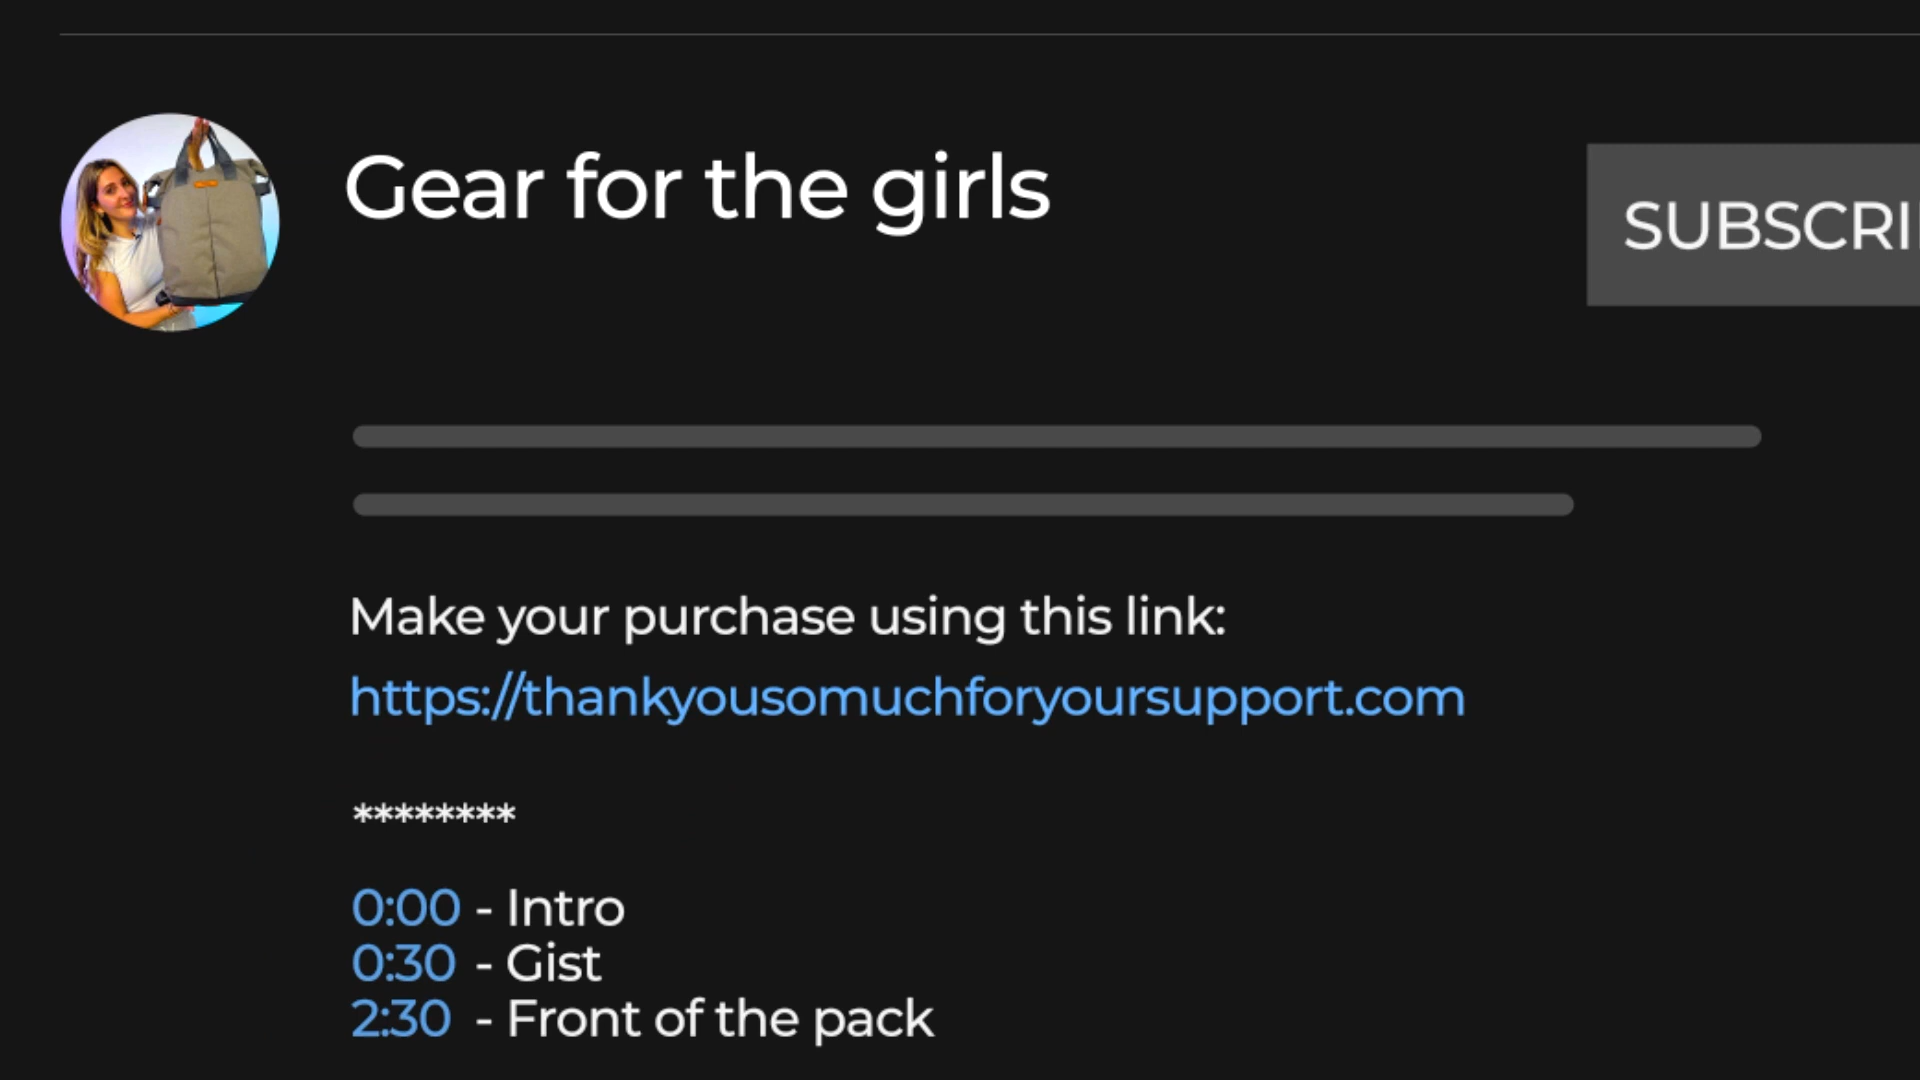 Gear for the girls
SUBSCRI
Make your purchase using this link:
https://thankyousomuchforyoursupport.com
********
0:00 - Intro
0:30 - Gist
2:30 - Front of the pack